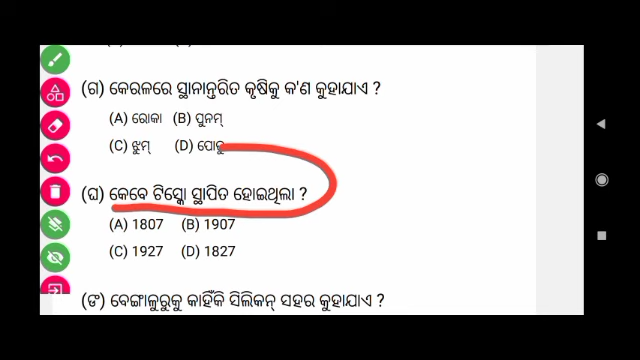 (ଗ) କେରଳରେ ସ୍ଥାନାନ୍ତରିତ କୃଷିକୁ କ'ଣ କୁହାଯାଏ ?
(A) ରୋକା (B) ପୁନମ୍
(C) ଝୁମ୍ (D) ପୋଡୁ
(ଘ) କେବେ ଟିସ୍କୋ ସ୍ଥାପିତ ହୋଇଥିଲା ?
(A) 1807 (B) 1907
(C) 1927 (D) 1827
(ଙ) ବେଙ୍ଗାଳୁରୁକୁ କାହିଁକି ସିଲିକନ୍ ସହର କୁହାଯାଏ ?